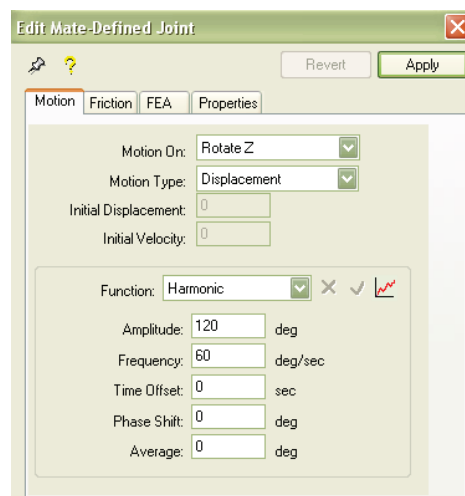 Edit Mate-Defined Joint
Revert Apply
Motion Friction FEA Properties
Motion On: Rotate Z
Motion Type: Displacement
Initial Displacement: 0
Initial Velocity: 0
Function: Harmonic
Amplitude: 120 deg
Frequency: 60 deg/sec
Time Offset: 0 sec
Phase Shift: 0 deg
Average: 0 deg